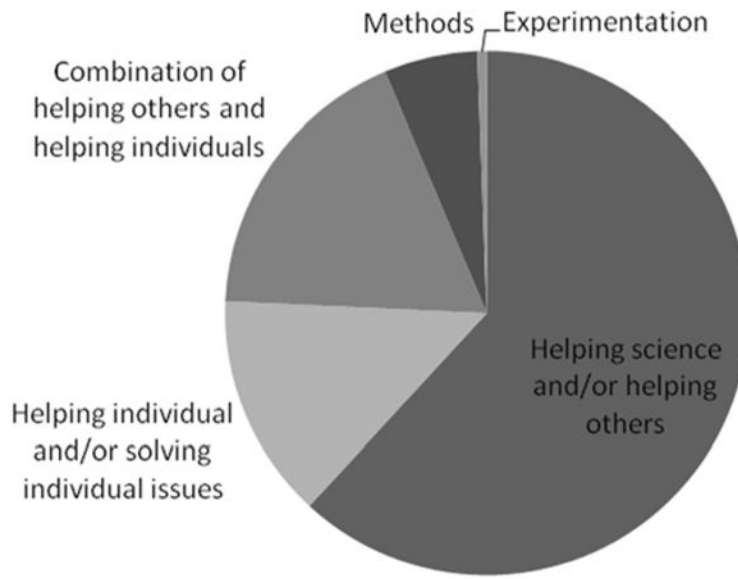 Methods
Experimentation
Combination of
helping others and
helping individuals
Helping science
and/or helping
others
Helping individual
and/or solving
individual issues